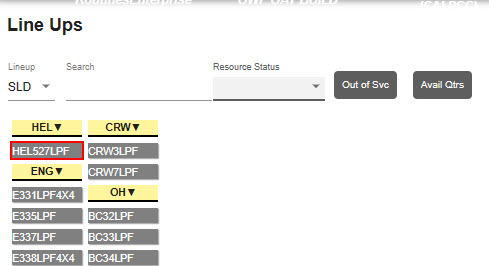 Line Ups
Lineup
Search
Resource Status
SLD
Out of Svc
Avail Qtrs
HEL▼
CRW▼
HEL527LPF
CRW3LPF
ENG▼
CRW7LPF
E331LPF4X4
OH▼
E335LPF
BC32LPF
E337LPF
BC33LPF
E338LPF4X4
BC34LPF